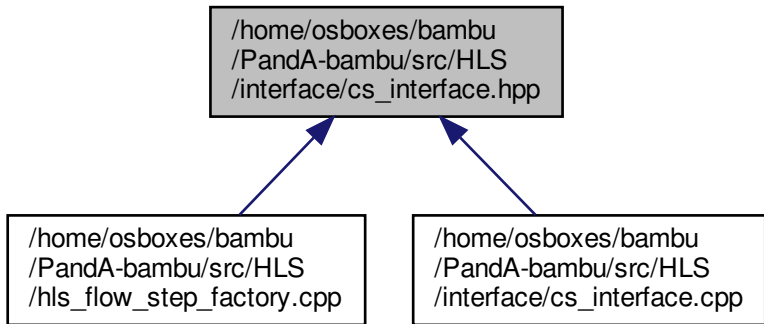 /home/osboxes/bambu
/PandA-bambu/src/HLS
/interface/cs_interface.hpp
/home/osboxes/bambu
/PandA-bambu/src/HLS
/hls_flow_step_factory.cpp
/home/osboxes/bambu
/PandA-bambu/src/HLS
/interface/cs_interface.cpp